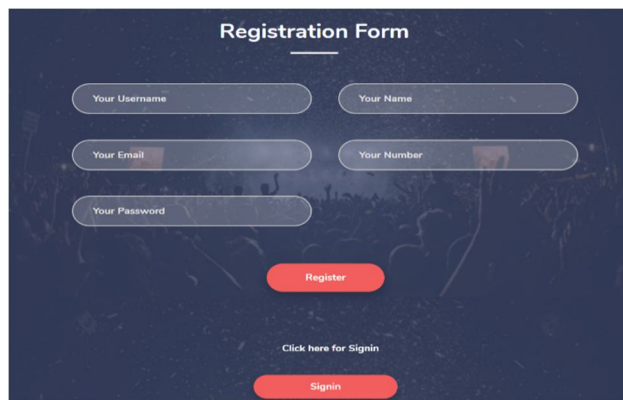 Registration Form
Your Username
Your Name
Your Email
Your Number
Your Password
Register
Click here for Signin
Signin